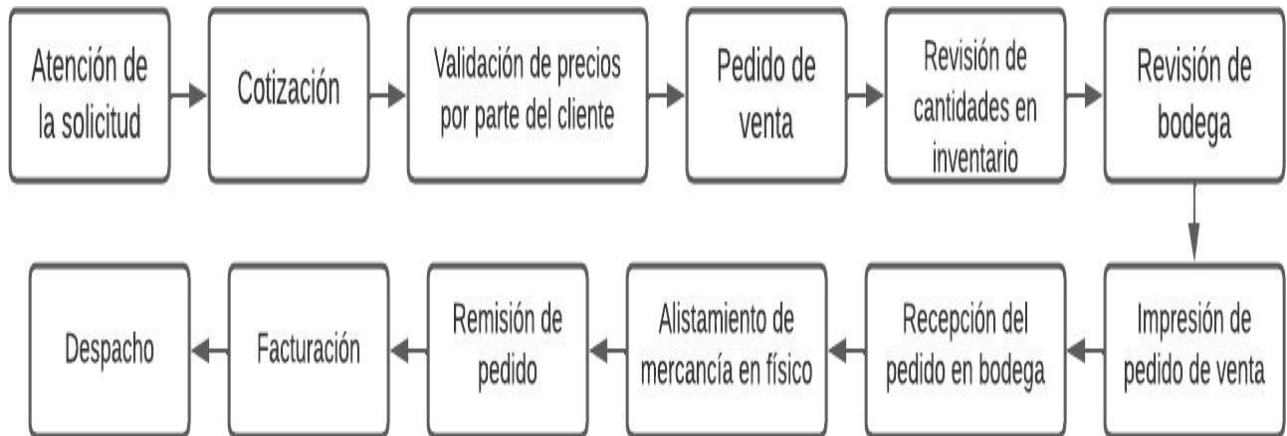 Atención de
la solicitud
Cotización
Validación de precios
por parte del cliente
Pedido de
venta
Revisión de
cantidades en
inventario
Revisión de
bodega
Impresión de
pedido de venta
Recepción del
pedido en bodega
Alistamiento de
mercancía en físico
Remisión de
pedido
Facturación
Despacho